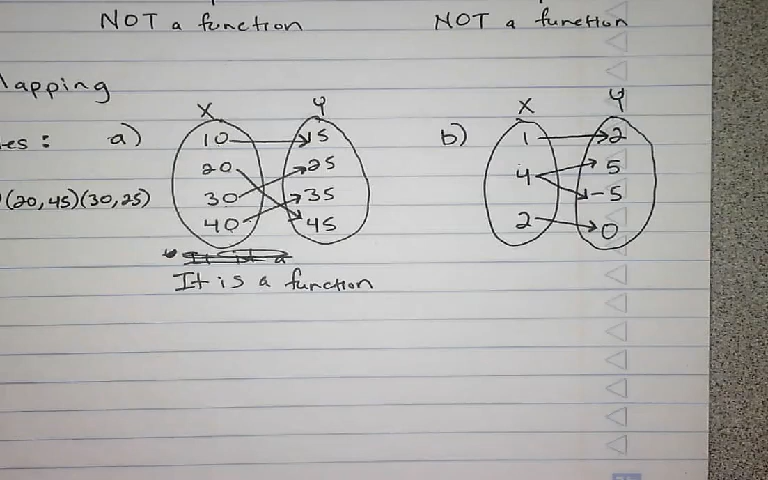 NOT a function NOT a function
apping
es : a) X Y b) X Y
10 15 1 2
20 25 4 5
(20,45)(30,25) 30 35 -5
40 45 2 0
It is a function